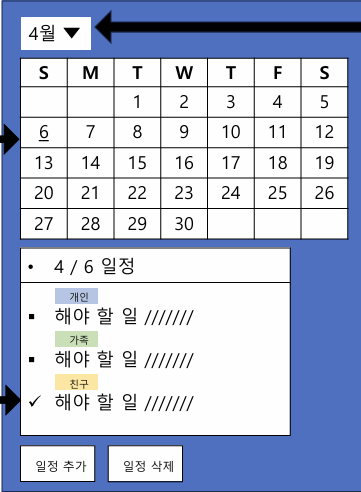 4월 ▼
S M T W T F S
1 2 3 4 5
6 7 8 9 10 11 12
13 14 15 16 17 18 19
20 21 22 23 24 25 26
27 28 29 30
• 4 / 6 일정
개인
▪ 해야 할 일 ///////
가족
▪ 해야 할 일 ///////
친구
✓ 해야 할 일 ///////
일정 추가 일정 삭제